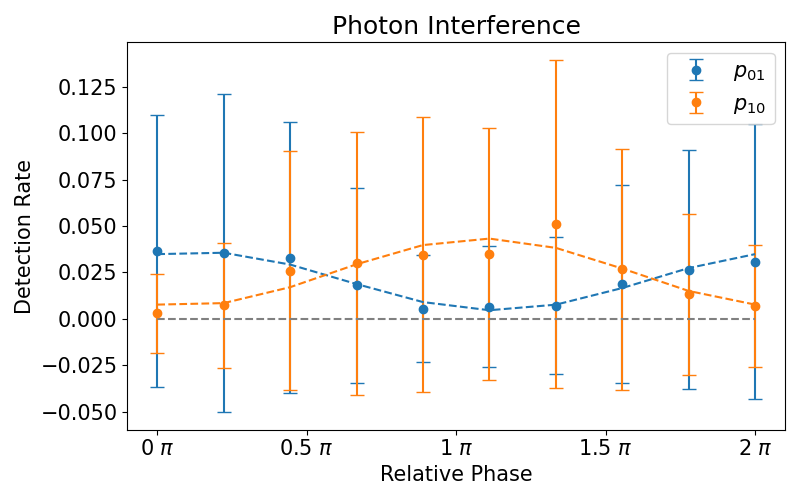 Photon Interference
0.125
0.100
0.075
0.050
0.025
0.000
−0.025
−0.050
Detection Rate
p01
p10
0 π
0.5 π
1 π
1.5 π
2 π
Relative Phase